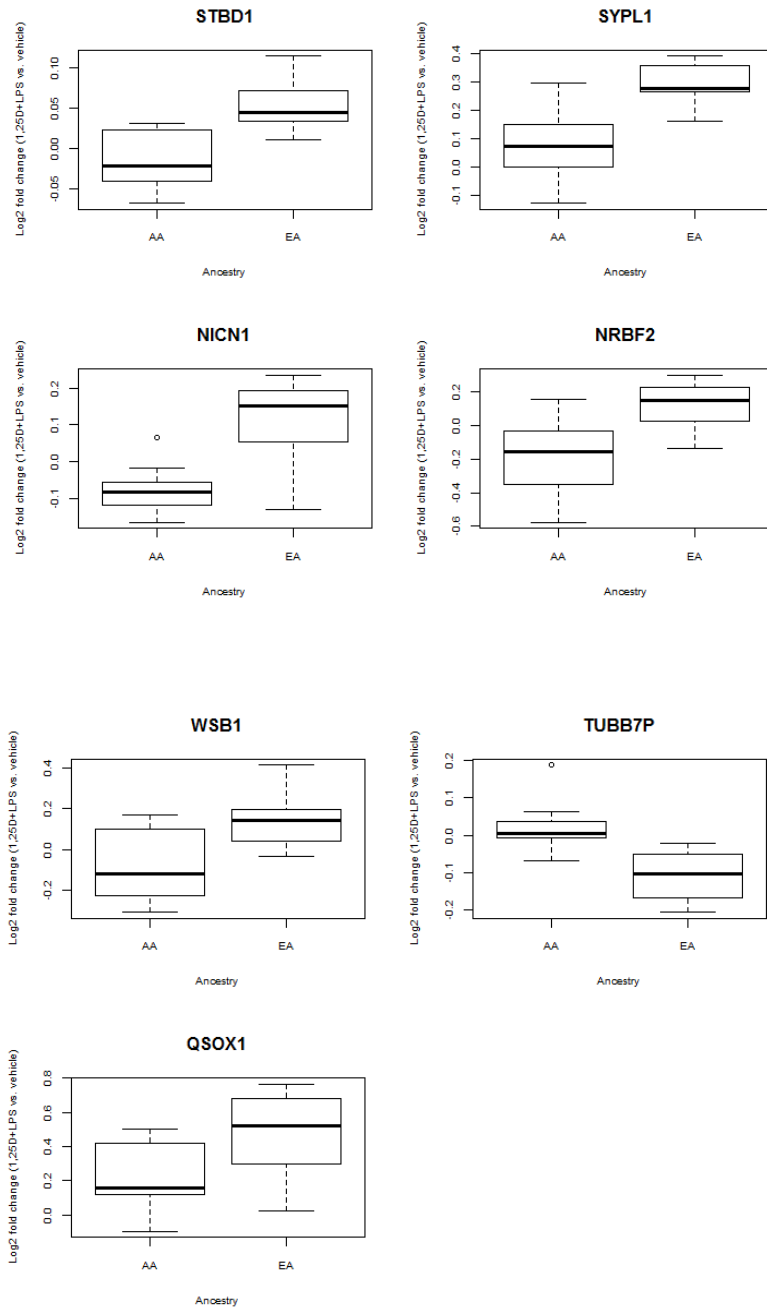 STBD1
Log2 fold change (1,25D+LPS vs. vehicle)
0.10
0.05
0.00
-0.05
AA
EA
Ancestry
SYPL1
Log2 fold change (1,25D+LPS vs. vehicle)
0.4
0.3
0.2
0.1
0.0
-0.1
AA
EA
Ancestry
NICN1
Log2 fold change (1,25D+LPS vs. vehicle)
0.2
0.1
0.0
-0.1
AA
EA
Ancestry
NRBF2
Log2 fold change (1,25D+LPS vs. vehicle)
0.2
0.0
-0.2
-0.4
-0.6
AA
EA
Ancestry
WSB1
Log2 fold change (1,25D+LPS vs. vehicle)
0.4
0.2
0.0
-0.2
AA
EA
Ancestry
TUBB7P
Log2 fold change (1,25D+LPS vs. vehicle)
0.2
0.1
0.0
-0.1
-0.2
AA
EA
Ancestry
QSOX1
Log2 fold change (1,25D+LPS vs. vehicle)
0.8
0.6
0.4
0.2
0.0
AA
EA
Ancestry